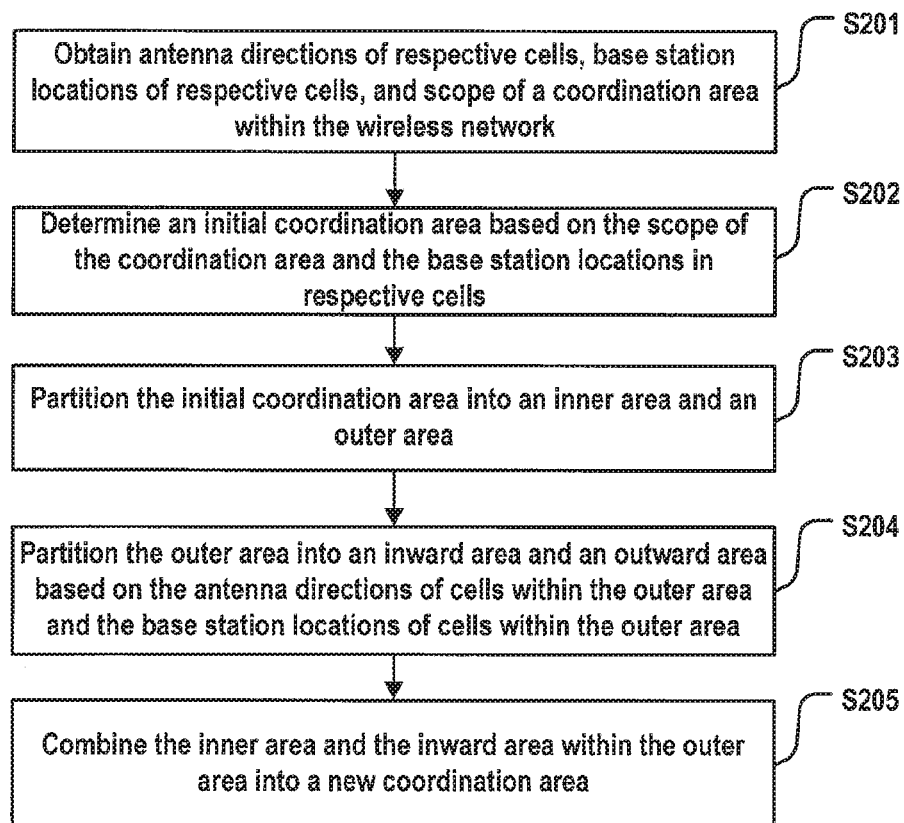 S201
Obtain antenna directions of respective cells, base station
locations of respective cells, and scope of a coordination area
within the wireless network
S202
Determine an initial coordination area based on the scope of
the coordination area and the base station locations in
respective cells
S203
Partition the initial coordination area into an inner area and an
outer area
S204
Partition the outer area into an inward area and an outward area
based on the antenna directions of cells within the outer area
and the base station locations of cells within the outer area
S205
Combine the inner area and the inward area within the outer
area into a new coordination area